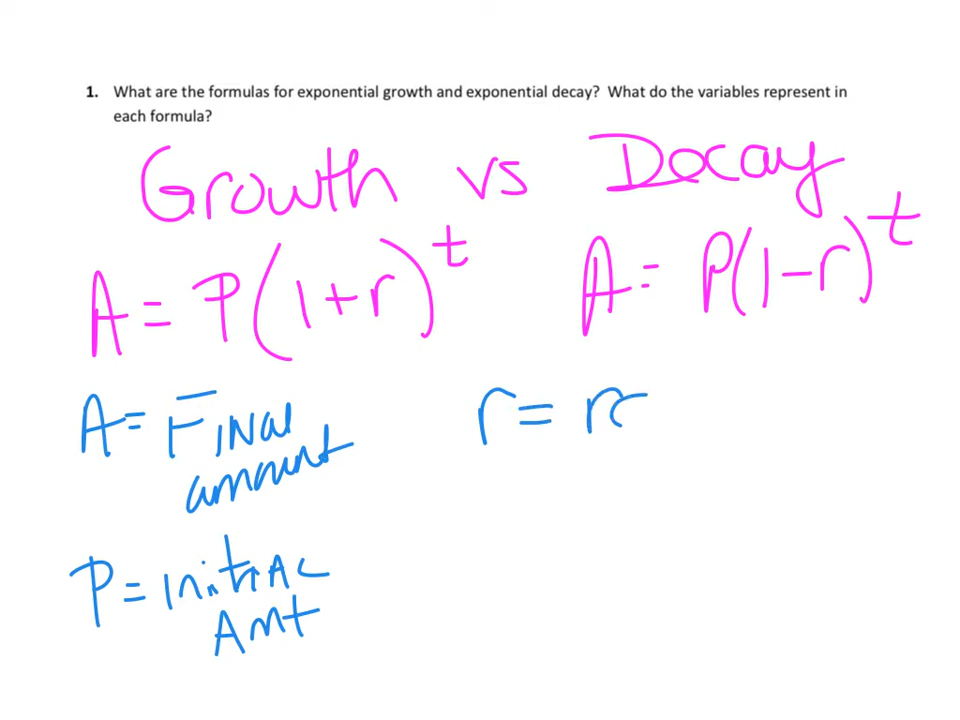 1. What are the formulas for exponential growth and exponential decay? What do the variables represent in
each formula?
Growth vs Decay
A = P(1+r)^t A = P(1-r)^t
A = Final
amount
r =
P = initial
Amt